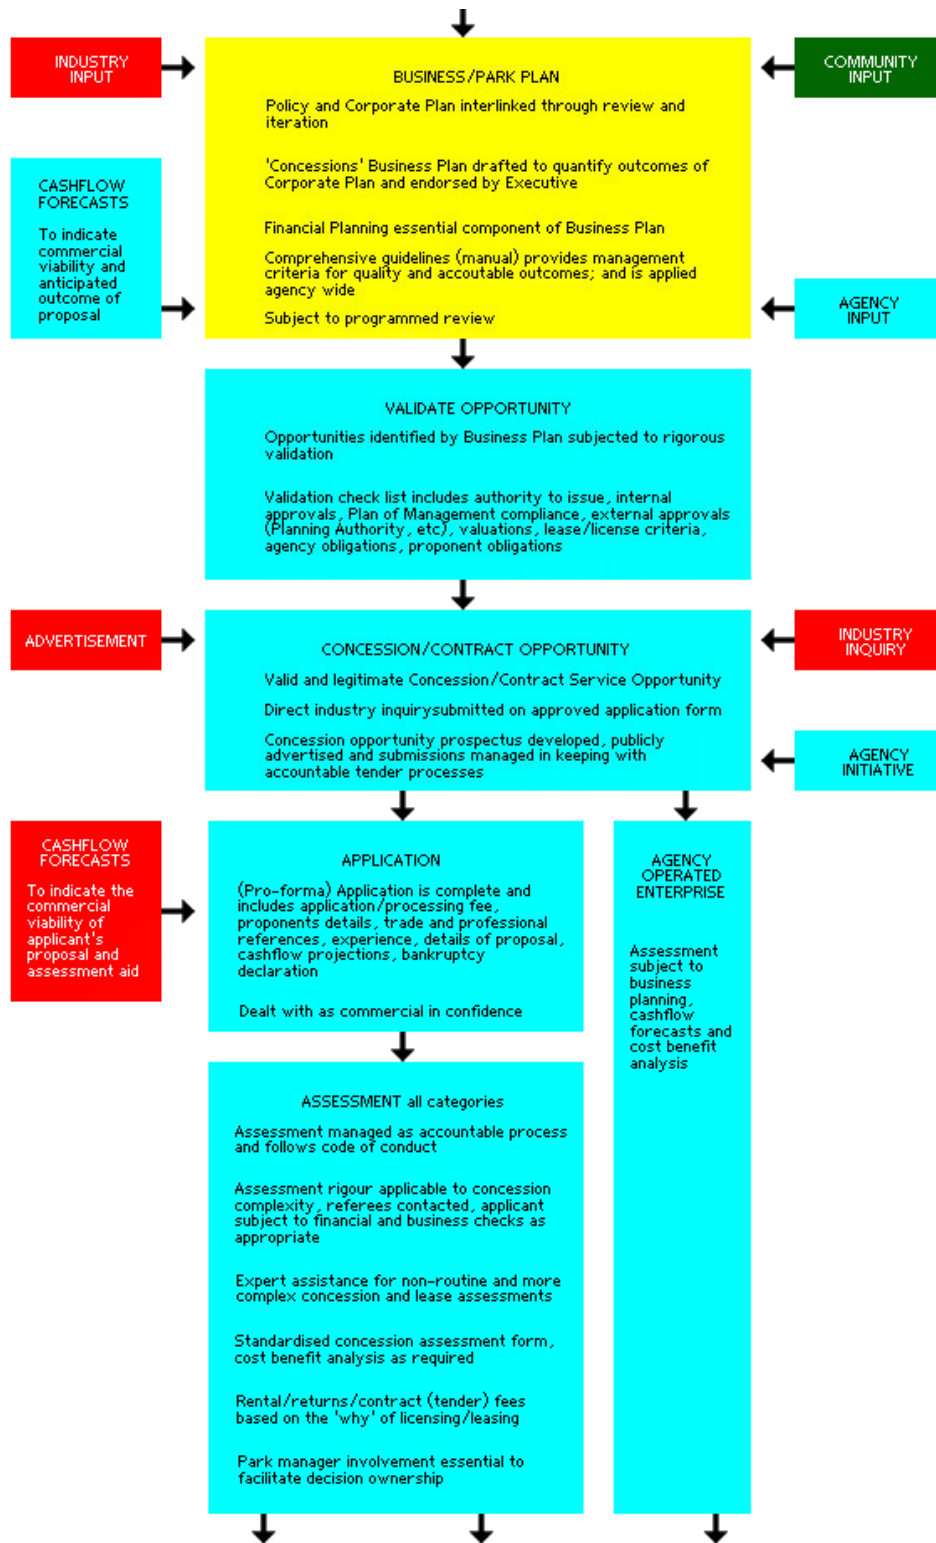 INDUSTRY
INPUT
BUSINESS/PARK PLAN
Policy and Corporate Plan interlinked through review and
iteration
'Concessions' Business Plan drafted to quantify outcomes of
Corporate Plan and endorsed by Executive
Financial Planning essential component of Business Plan
Comprehensive guidelines (manual) provides management
criteria for quality and accoutable outcomes; and is applied
agency wide
Subject to programmed review
COMMUNITY
INPUT
CASHFLOW
FORECASTS
To indicate
commercial
viability and
anticipated
outcome of
proposal
AGENCY
INPUT
VALIDATE OPPORTUNITY
Opportunities identified by Business Plan subjected to rigorous
validation
Validation check list includes authority to issue, internal
approvals, Plan of Management compliance, external approvals
(Planning Authority, etc), valuations, lease/license criteria,
agency obligations, proponent obligations
ADVERTISEMENT
CONCESSION/CONTRACT OPPORTUNITY
Valid and legitimate Concession/Contract Service Opportunity
Direct industry inquirysubmitted on approved application form
Concession opportunity prospectus developed, publicly
advertised and submissions managed in keeping with
accountable tender processes
INDUSTRY
INQUIRY
AGENCY
INITIATIVE
CASHFLOW
FORECASTS
To indicate the
commercial
viability of
applicant's
proposal and
assessment aid
APPLICATION
(Pro-forma) Application is complete and
includes application/processing fee,
proponents details, trade and professional
references, experience, details of proposal,
cashflow projections, bankruptcy
declaration
Dealt with as commercial in confidence
AGENCY
OPERATED
ENTERPRISE
Assessment
subject to
business
planning,
cashflow
forecasts and
cost benefit
analysis
ASSESSMENT all categories
Assessment managed as accountable process
and follows code of conduct
Assessment rigour applicable to concession
complexity, referees contacted, applicant
subject to financial and business checks as
appropriate
Expert assistance for non-routine and more
complex concession and lease assessments
Standardised concession assessment form,
cost benefit analysis as required
Rental/returns/contract (tender) fees
based on the 'why' of licensing/leasing
Park manager involvement essential to
facilitate decision ownership